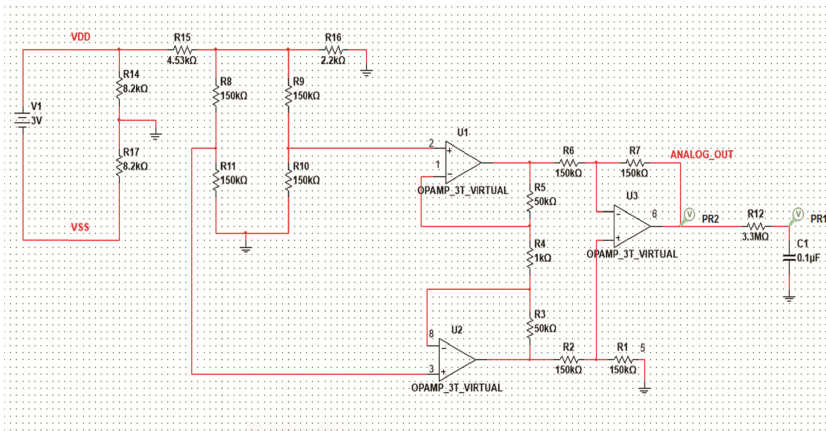 VDD
R15
4.53kΩ
R16
2.2kΩ
R14
8.2kΩ
R8
150kΩ
R9
150kΩ
V1
3V
R17
8.2kΩ
R11
150kΩ
R10
150kΩ
VSS
2
1
U1
OPAMP_3T_VIRTUAL
R6
150kΩ
R7
150kΩ
ANALOG_OUT
R5
50kΩ
U3
6
OPAMP_3T_VIRTUAL
PR2
V
R12
3.3MΩ
V
PR1
C1
0.1µF
R4
1kΩ
R3
50kΩ
8
3
U2
OPAMP_3T_VIRTUAL
R2
150kΩ
R1
150kΩ
5